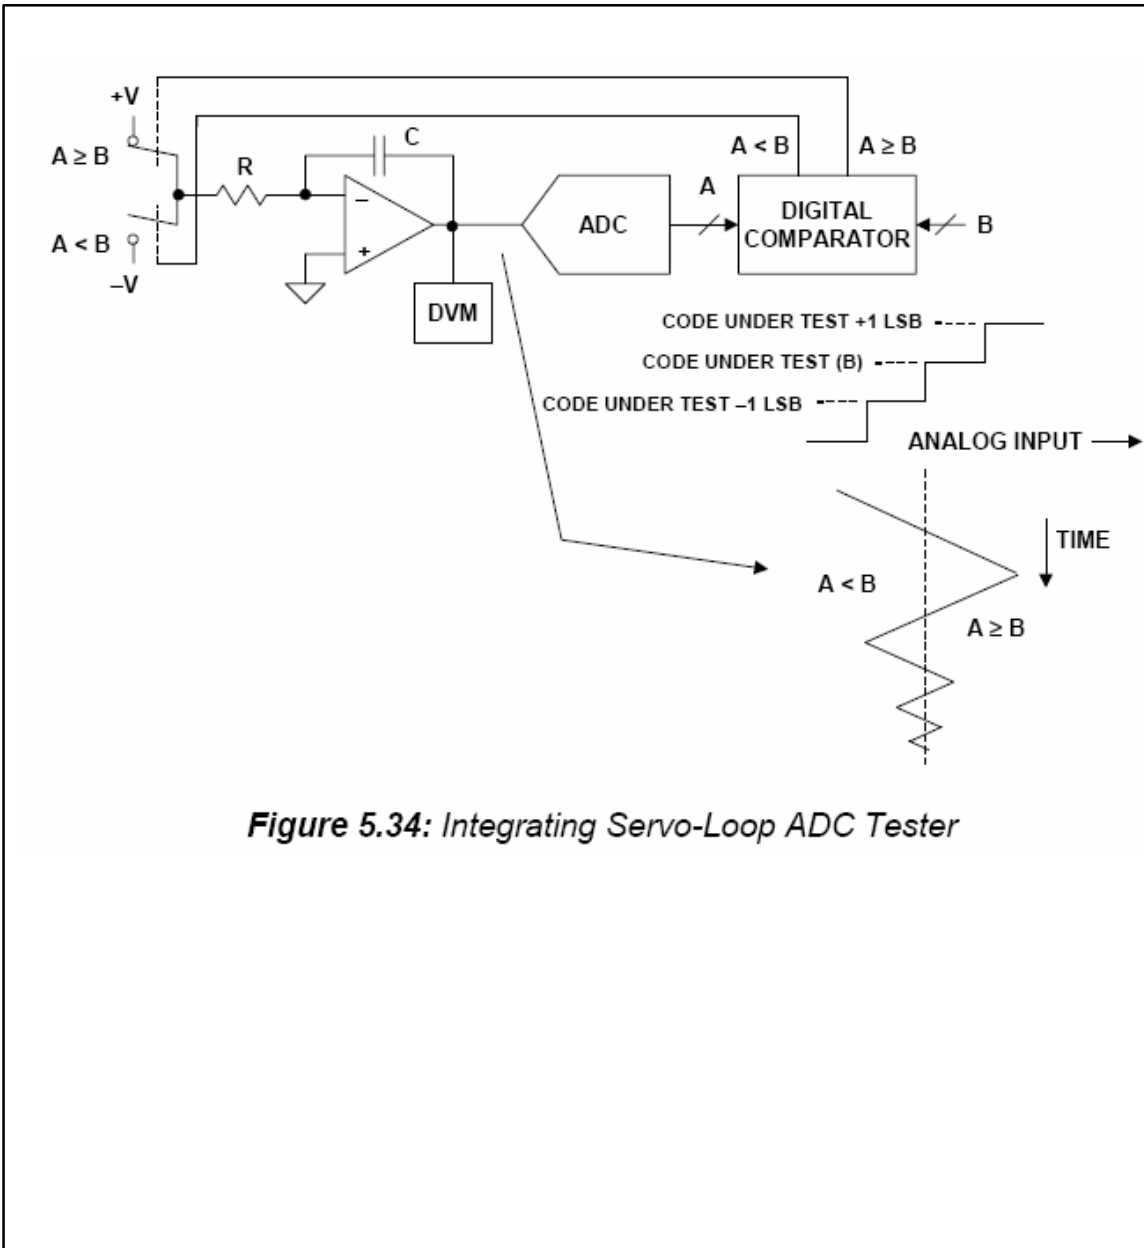 +V
A ≥ B
A < B
–V
R
C
–
+
DVM
ADC
A
A < B
A ≥ B
DIGITAL
COMPARATOR
B
CODE UNDER TEST +1 LSB
CODE UNDER TEST (B)
CODE UNDER TEST –1 LSB
ANALOG INPUT
TIME
A < B
A ≥ B
Figure 5.34: Integrating Servo-Loop ADC Tester